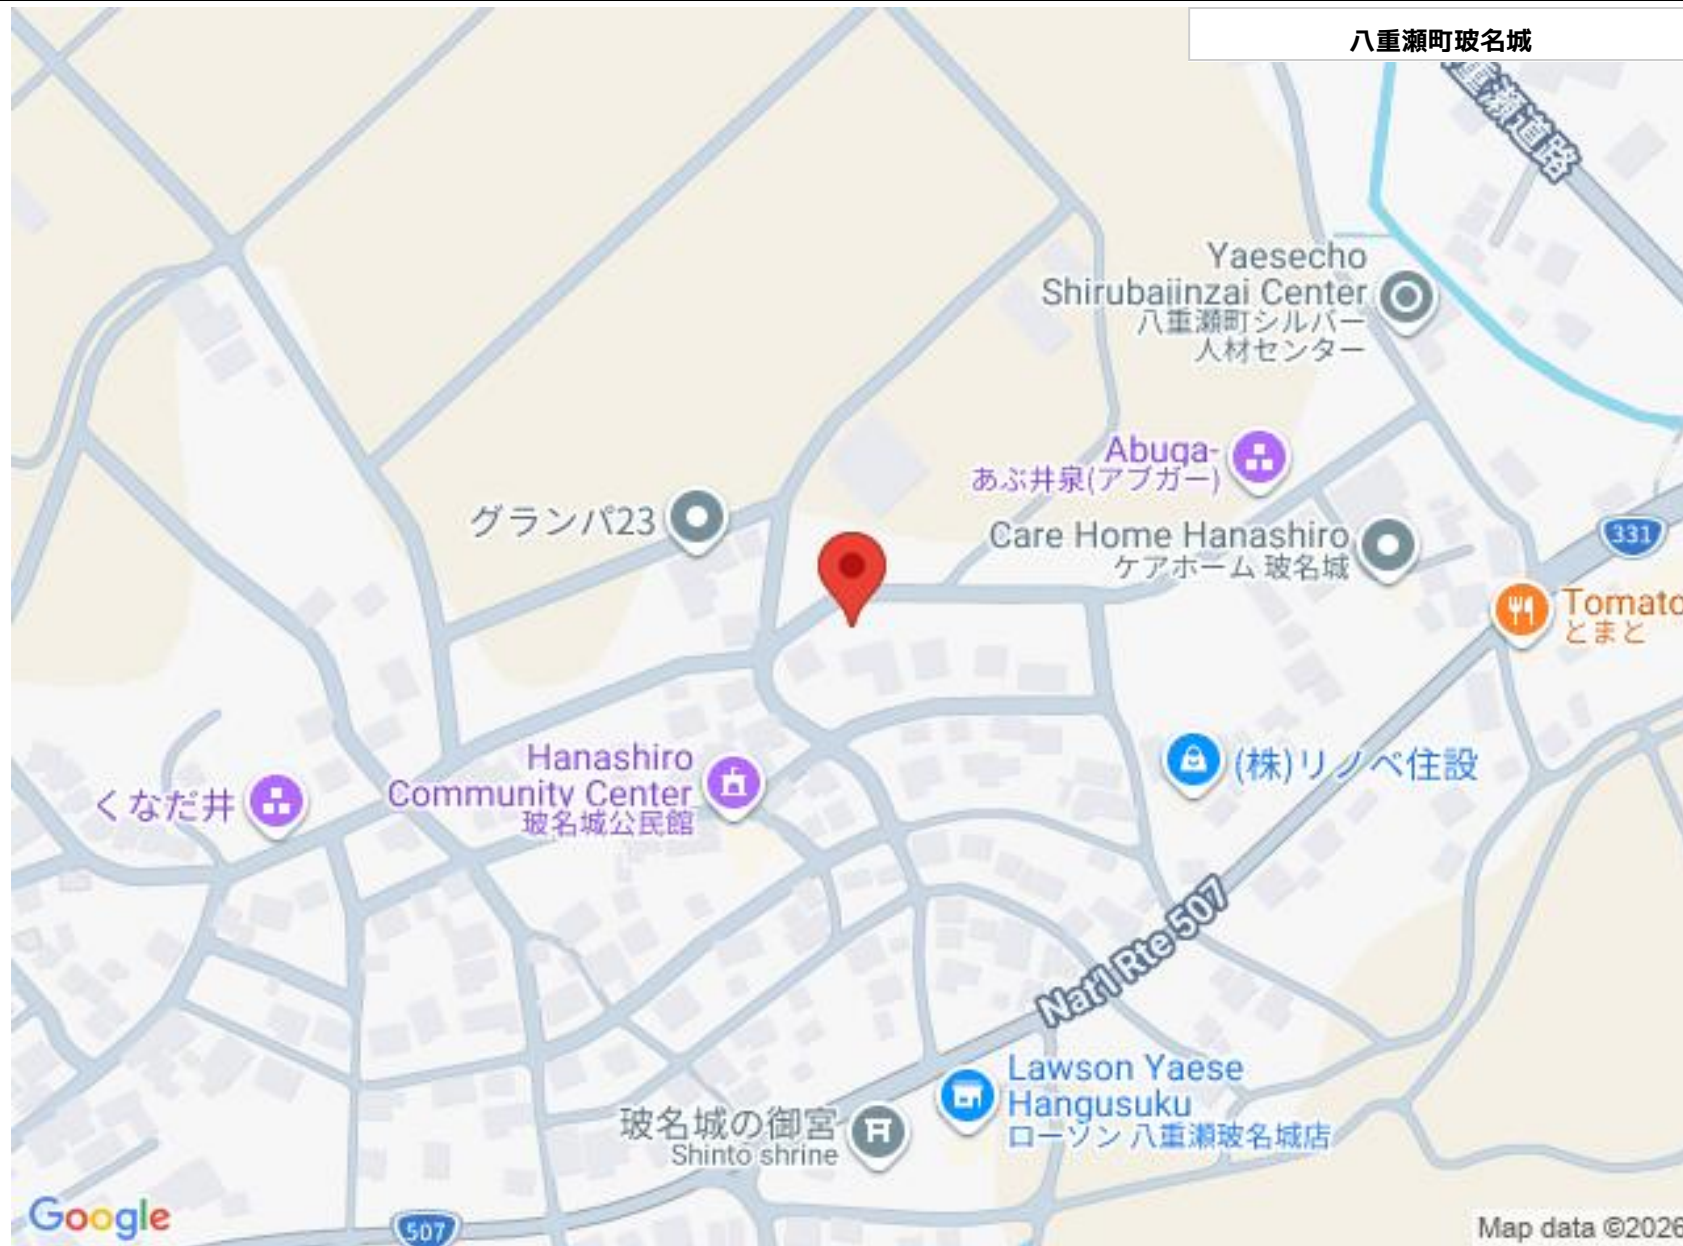 八重瀬町玻名城
重瀬道路
Yaesecho
Shirubajinzai Center
八重瀬町シルバー
人材センター
Abuga-
あぶ井泉(アブガー)
グランパ23
Care Home Hanashiro
ケアホーム 玻名城
331
Tomato
とまと
Hanashiro
Community Center
玻名城公民館
(株)リノベ住設
くなだ井
Nat'l Rte 507
Lawson Yaese
Hangusuku
ローソン 八重瀬玻名城店
玻名城の御宮
Shinto shrine
Google
507
Map data ©2026